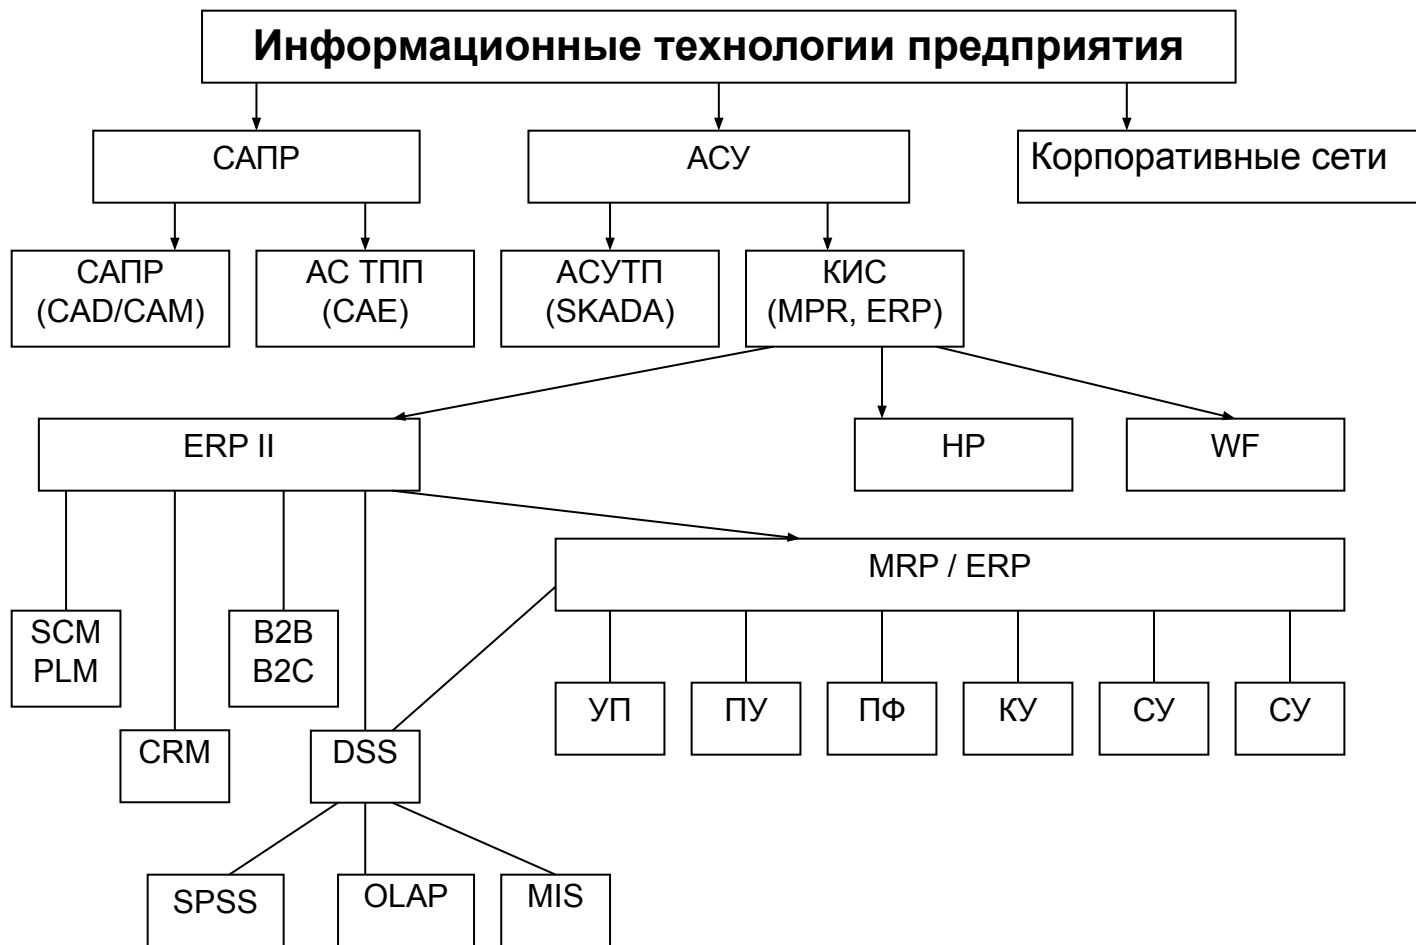 Информационные технологии предприятия
САПР
АСУ
Корпоративные сети
САПР
(CAD/CAM)
АС ТПП
(CAE)
АСУТП
(SKADA)
КИС
(MPR, ERP)
ERP II
HP
WF
MRP / ERP
SCM
PLM
B2B
B2C
УП
ПУ
ПФ
КУ
СУ
СУ
CRM
DSS
SPSS
OLAP
MIS